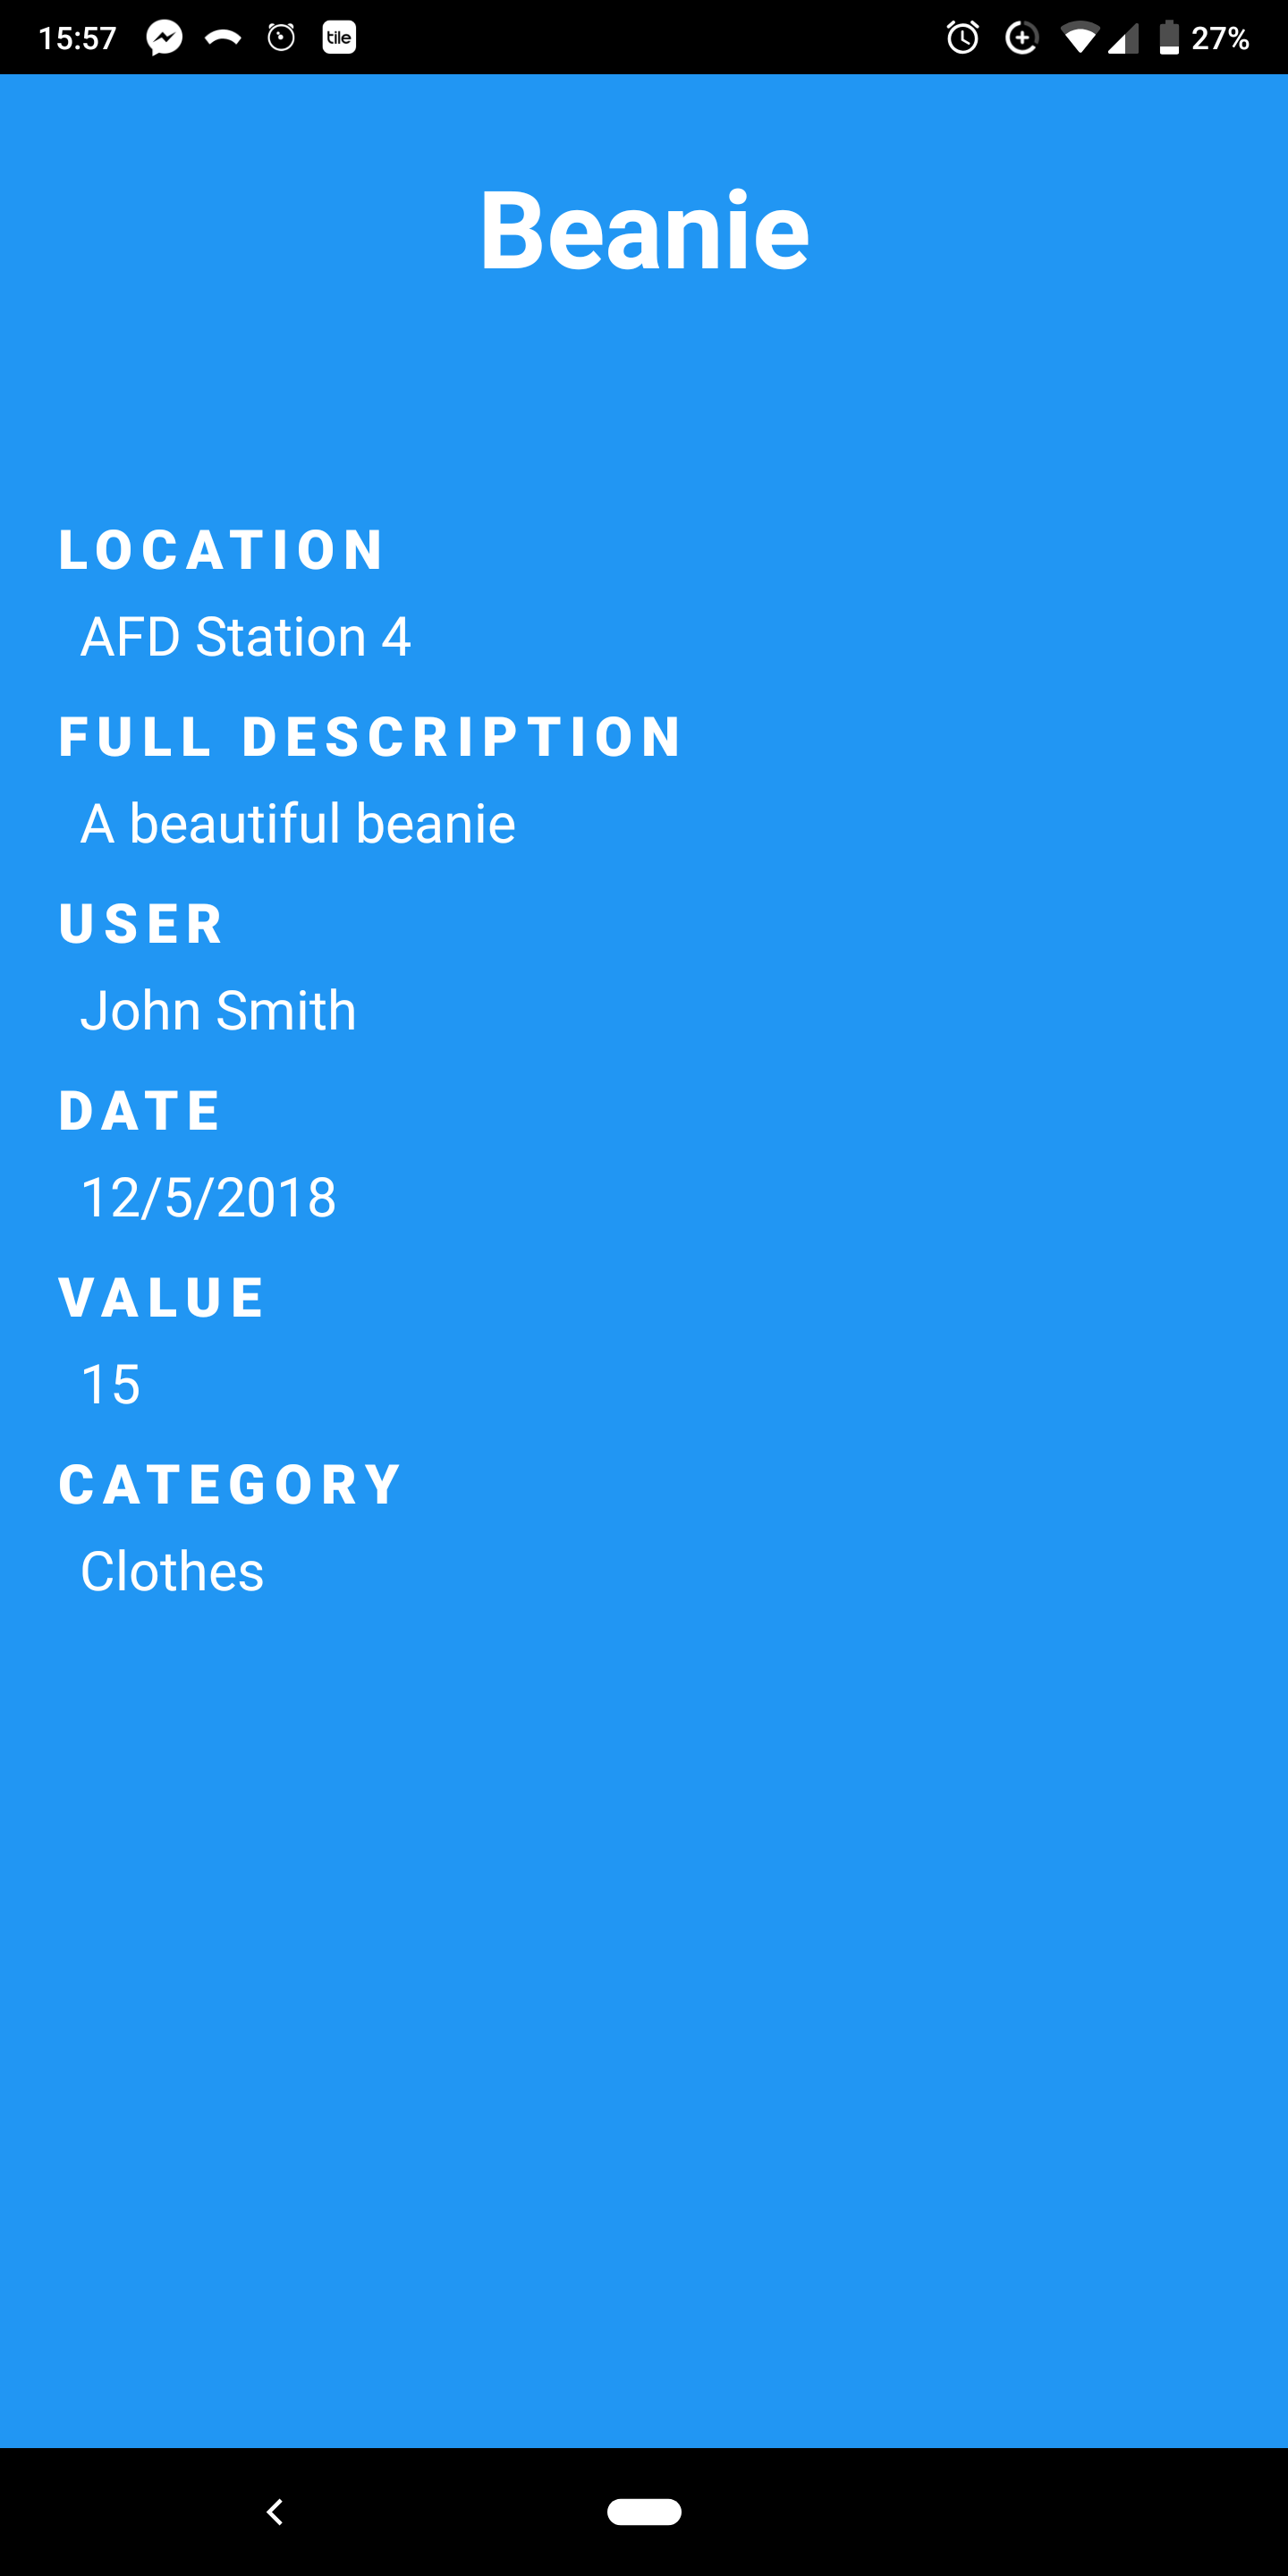 15:57 tile 27%
Beanie
LOCATION
AFD Station 4
FULL DESCRIPTION
A beautiful beanie
USER
John Smith
DATE
12/5/2018
VALUE
15
CATEGORY
Clothes